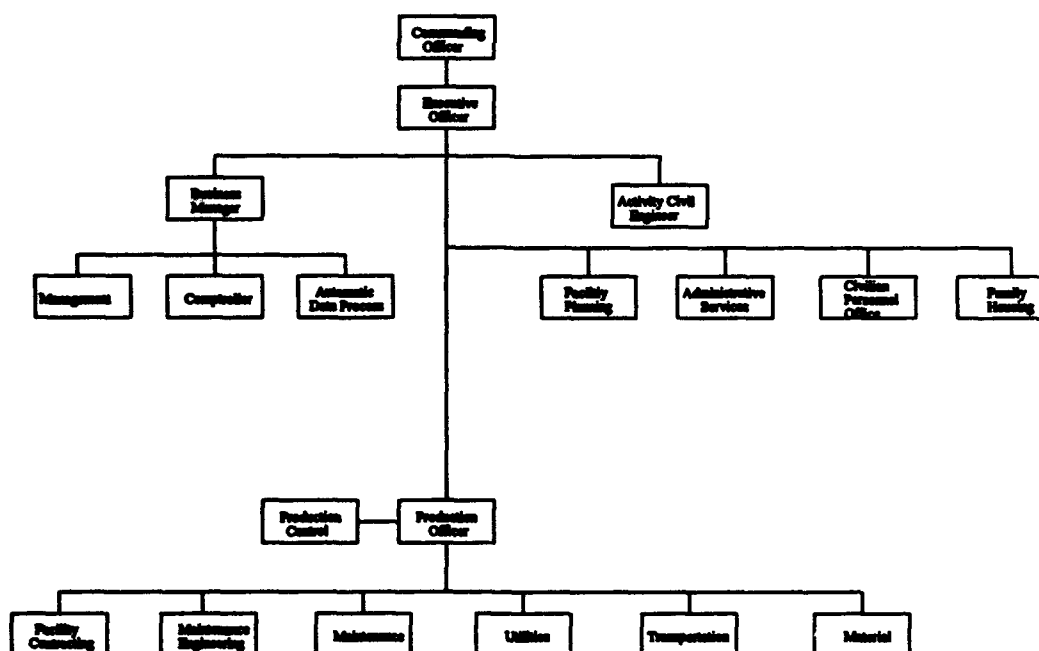 Commanding
Officer
Executive
Officer
Business
Manager
Activity Civil
Engineer
Management
Comptroller
Automatic
Data Process
Facility
Planning
Administrative
Services
Civilian
Personnel
Office
Family
Housing
Production
Control
Production
Officer
Facility
Contracting
Maintenance
Engineering
Maintenance
Utilities
Transportation
Material